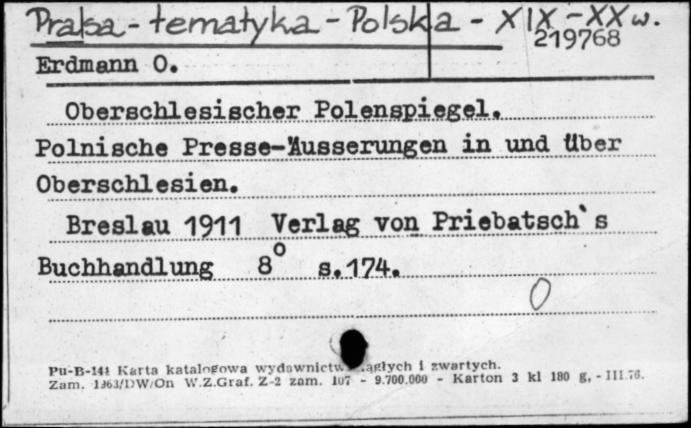 Prasa - tematyka - Polska - XIX - XX w.
219768
Erdmann O.
Oberschlesischer Polenspiegel.
Polnische Presse-Äusserungen in und über
Oberschlesien.
Breslau 1911 Verlag von Priebatsch`s
Buchhandlung 8° s.174.
0
Pu-B-141 Karta katalogowa wydawnictw ciągłych i zwartych.
Zam. 1363/DW/On W.Z.Graf. Z-2 zam. 107 - 9.700.000 - Karton 3 kl 180 g, - III.76.